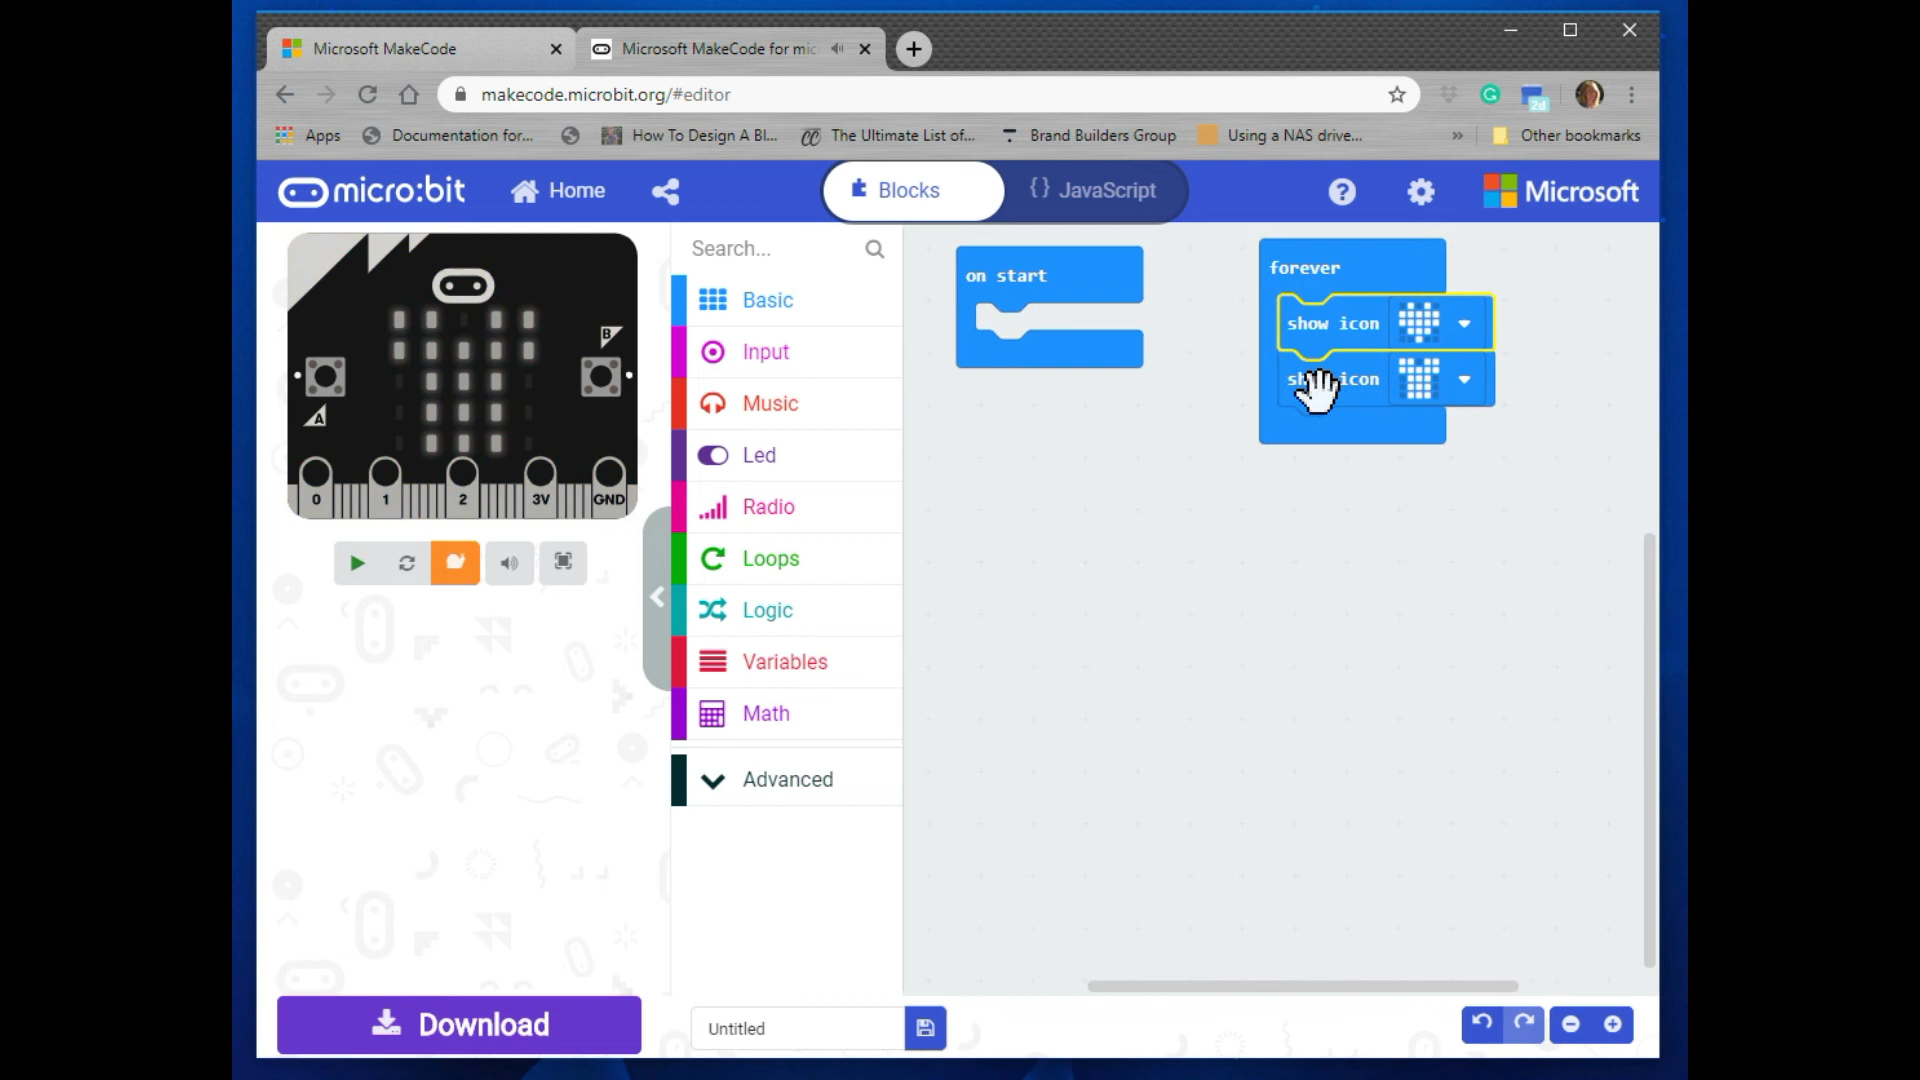 Microsoft MakeCode
Microsoft MakeCode for mic
makecode.microbit.org/#editor
2d
Apps
Documentation for...
How To Design A Bl...
The Ultimate List of...
Brand Builders Group
Using a NAS drive...
»
Other bookmarks
micro:bit
Home
Blocks
{} JavaScript
Microsoft
Search...
Basic
Input
Music
Led
Radio
Loops
Logic
Variables
Math
Advanced
A
B
0
1
2
3V
GND
on start
forever
show icon
icon
Download
Untitled